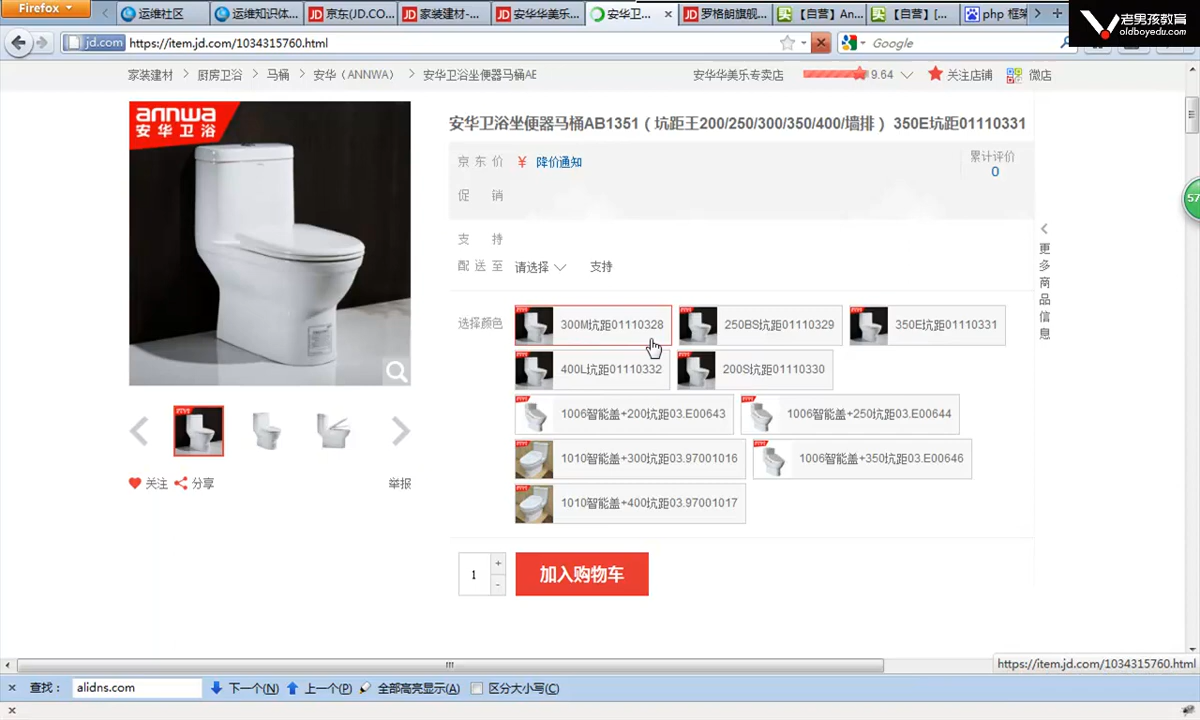 Firefox
运维社区
运维知识体...
京东(JD.CO...
家装建材-...
安华华美乐...
安华卫...
罗格朗旗舰...
【自营】An...
【自营】[...
php 框架
老男孩教育
oldboyedu.com
jd.com
https://item.jd.com/1034315760.html
Google
家装建材 > 厨房卫浴 > 马桶 > 安华（ANNWA） > 安华卫浴坐便器马桶AE
安华华美乐专卖店
9.64
关注店铺
微店
annwa
安华卫浴
安华卫浴坐便器马桶AB1351（坑距王200/250/300/350/400/墙排） 350E坑距01110331
京东价 ¥ 降价通知
累计评价
0
促 销
57
支 持
配送至 请选择 支持
更多商品信息
选择颜色
300M坑距01110328
250BS坑距01110329
350E坑距01110331
400L坑距01110332
200S坑距01110330
1006智能盖+200坑距03.E00643
1006智能盖+250坑距03.E00644
1010智能盖+300坑距03.97001016
1006智能盖+350坑距03.E00646
1010智能盖+400坑距03.97001017
关注
分享
举报
1
+
-
加入购物车
https://item.jd.com/1034315760.html
× 查找： alidns.com 下一个(N) 上一个(P) 全部高亮显示(A) 区分大小写(C)
×